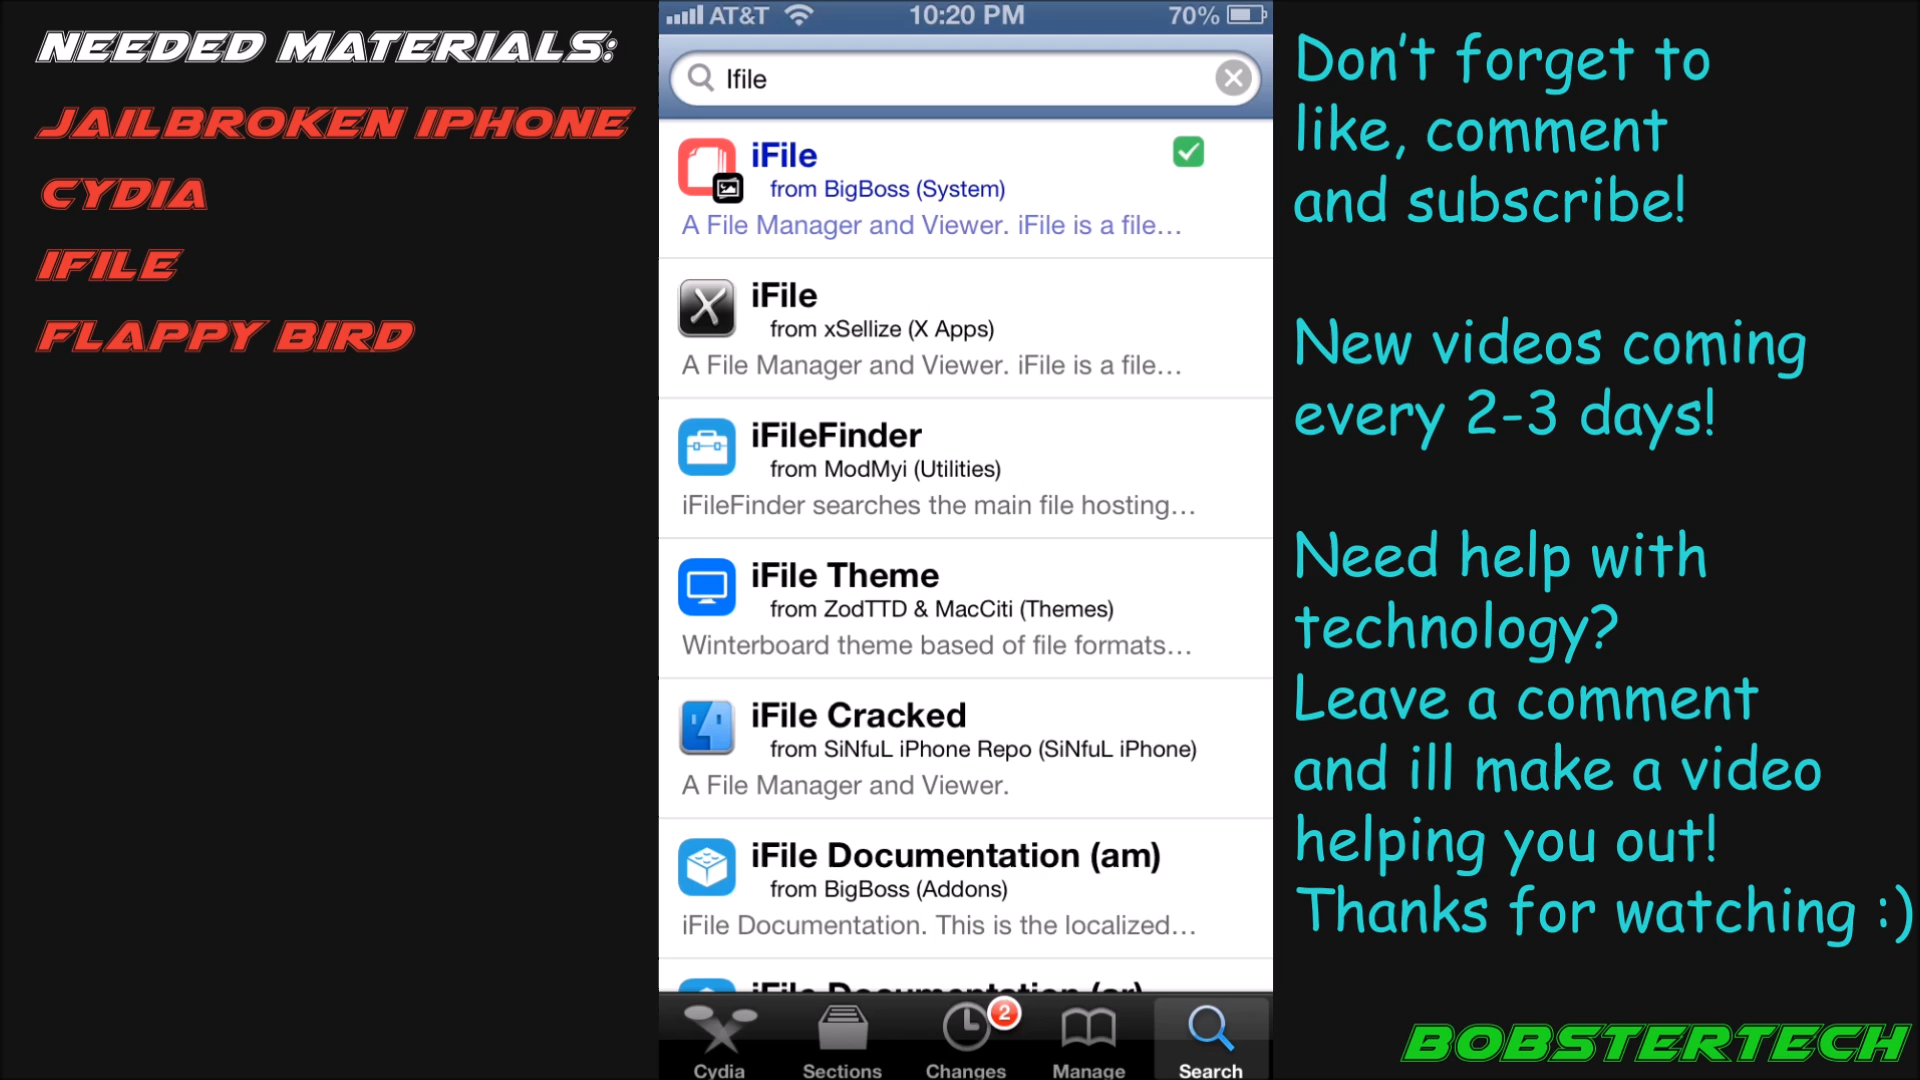 NEEDED MATERIALS:
JAILBROKEN IPHONE
CYDIA
IFILE
FLAPPY BIRD
AT&T 10:20 PM 70%
Ifile
iFile
from BigBoss (System)
A File Manager and Viewer. iFile is a file…
iFile
from xSellize (X Apps)
A File Manager and Viewer. iFile is a file…
iFileFinder
from ModMyi (Utilities)
iFileFinder searches the main file hosting…
iFile Theme
from ZodTTD & MacCiti (Themes)
Winterboard theme based of file formats…
iFile Cracked
from SiNfuL iPhone Repo (SiNfuL iPhone)
A File Manager and Viewer.
iFile Documentation (am)
from BigBoss (Addons)
iFile Documentation. This is the localized…
iFile Documentation (ar)
2
Cydia Sections Changes Manage Search
Don't forget to
like, comment
and subscribe!
New videos coming
every 2-3 days!
Need help with
technology?
Leave a comment
and ill make a video
helping you out!
Thanks for watching :)
BOBSTERTECH